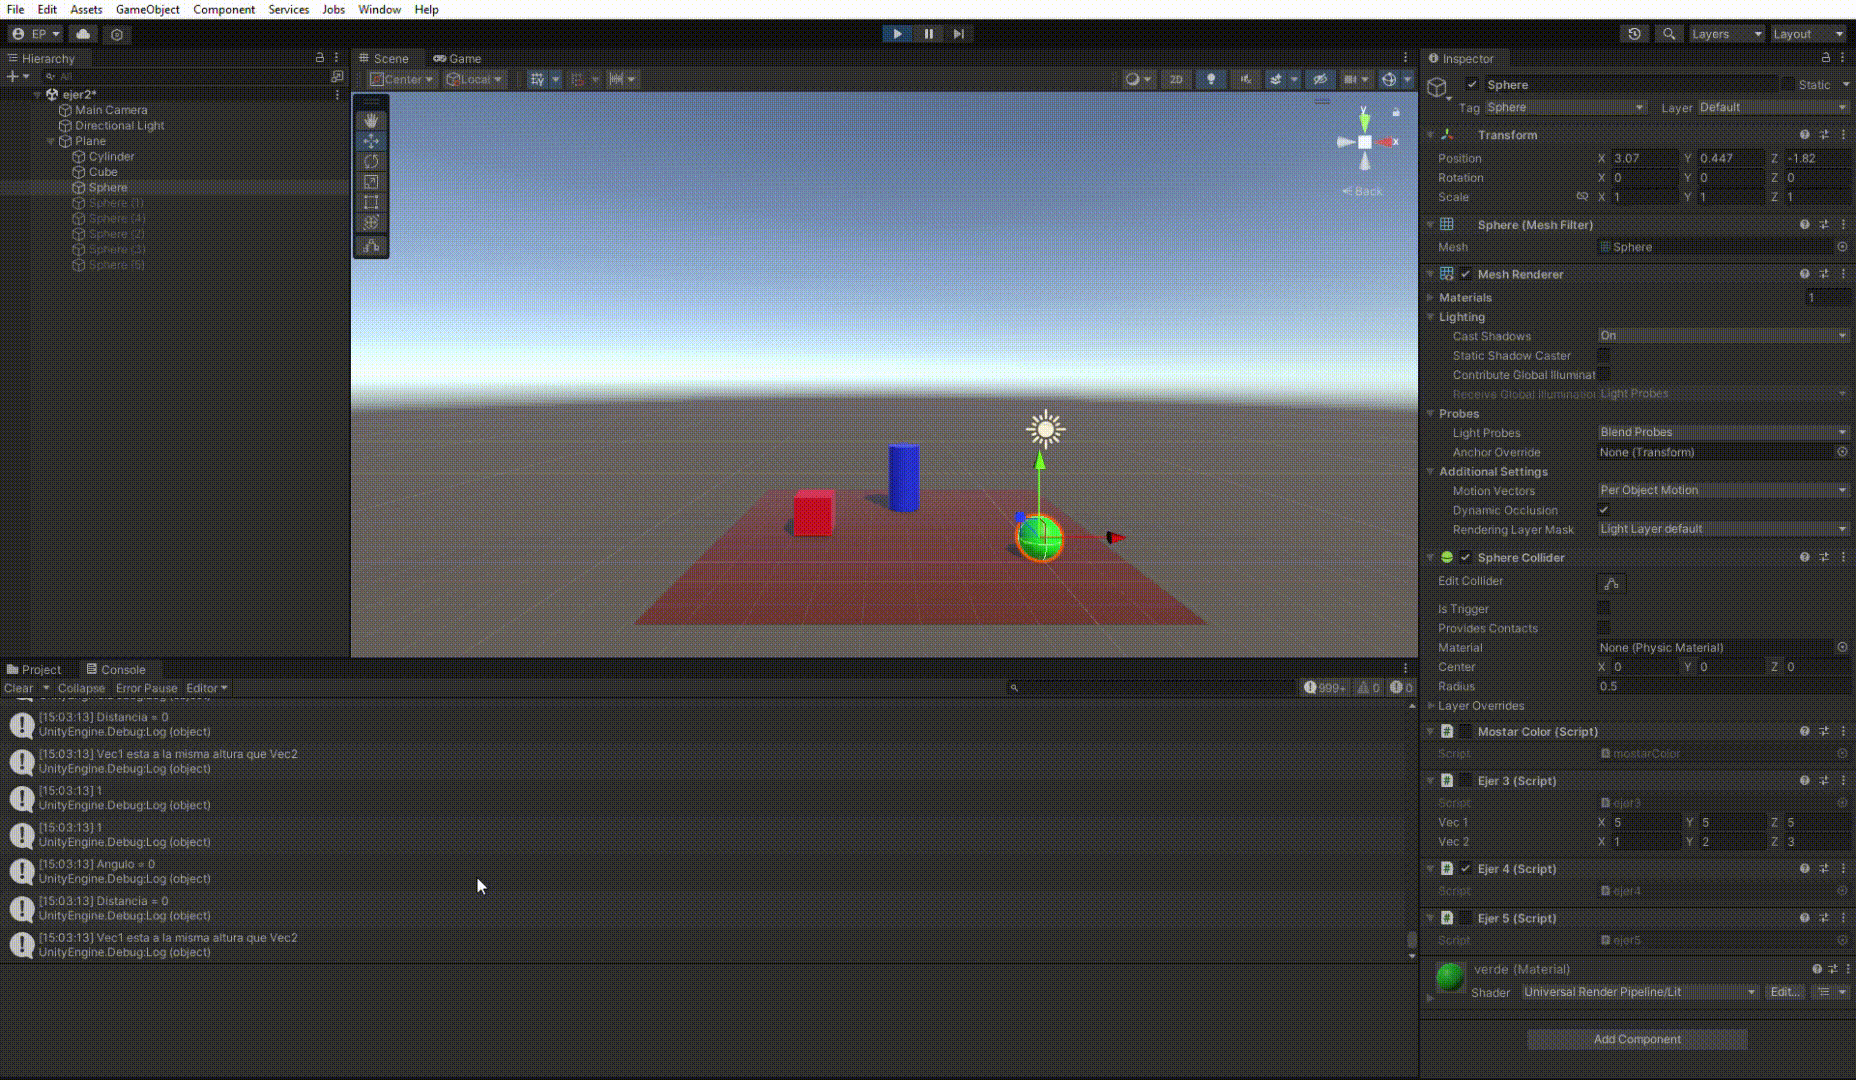 File Edit Assets GameObject Component Services Jobs Window Help
EP Layers Layout
Hierarchy
All
ejer2*
Main Camera
Directional Light
Plane
Cylinder
Cube
Sphere
Sphere (1)
Sphere (4)
Sphere (2)
Sphere (3)
Sphere (5)
Scene Game
Center Local 2D
y
x
Back
Inspector
Sphere Static
Tag Sphere Layer Default
Transform
Position X 3.07 Y 0.447 Z -1.82
Rotation X 0 Y 0 Z 0
Scale X 1 Y 1 Z 1
Sphere (Mesh Filter)
Mesh Sphere
Mesh Renderer
Materials 1
Lighting
Cast Shadows On
Static Shadow Caster
Contribute Global Illuminat
Receive Global Illumination Light Probes
Probes
Light Probes Blend Probes
Anchor Override None (Transform)
Additional Settings
Motion Vectors Per Object Motion
Dynamic Occlusion
Rendering Layer Mask Light Layer default
Sphere Collider
Edit Collider
Is Trigger
Provides Contacts
Material None (Physic Material)
Center X 0 Y 0 Z 0
Radius 0.5
Layer Overrides
Mostar Color (Script)
Script mostarColor
Ejer 3 (Script)
Script ejer3
Vec 1 X 5 Y 5 Z 5
Vec 2 X 1 Y 2 Z 3
Ejer 4 (Script)
Script ejer4
Ejer 5 (Script)
Script ejer5
verde (Material)
Shader Universal Render Pipeline/Lit Edit...
Add Component
Project Console
Clear Collapse Error Pause Editor 999+ 0 0
[15:03:13] Distancia = 0
UnityEngine.Debug:Log (object)
[15:03:13] Vec1 esta a la misma altura que Vec2
UnityEngine.Debug:Log (object)
[15:03:13] 1
UnityEngine.Debug:Log (object)
[15:03:13] 1
UnityEngine.Debug:Log (object)
[15:03:13] Angulo = 0
UnityEngine.Debug:Log (object)
[15:03:13] Distancia = 0
UnityEngine.Debug:Log (object)
[15:03:13] Vec1 esta a la misma altura que Vec2
UnityEngine.Debug:Log (object)